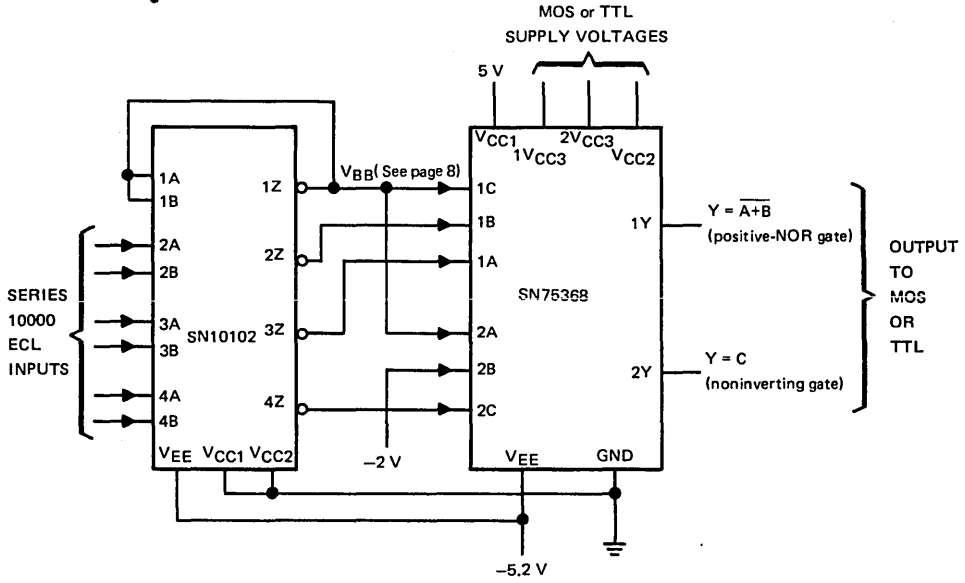 MOS or TTL
SUPPLY VOLTAGES
5 V
VCC1
1VCC3
2VCC3
VCC2
1A
1B
2A
2B
3A
3B
4A
4B
SERIES
10000
ECL
INPUTS
SN10102
1Z
2Z
3Z
4Z
VEE
VCC1
VCC2
VBB (See page 8)
1C
1B
1A
2A
2B
2C
−2 V
SN75368
1Y
2Y
VEE
GND
Y = A+B
(positive-NOR gate)
Y = C
(noninverting gate)
OUTPUT
TO
MOS
OR
TTL
−5.2 V